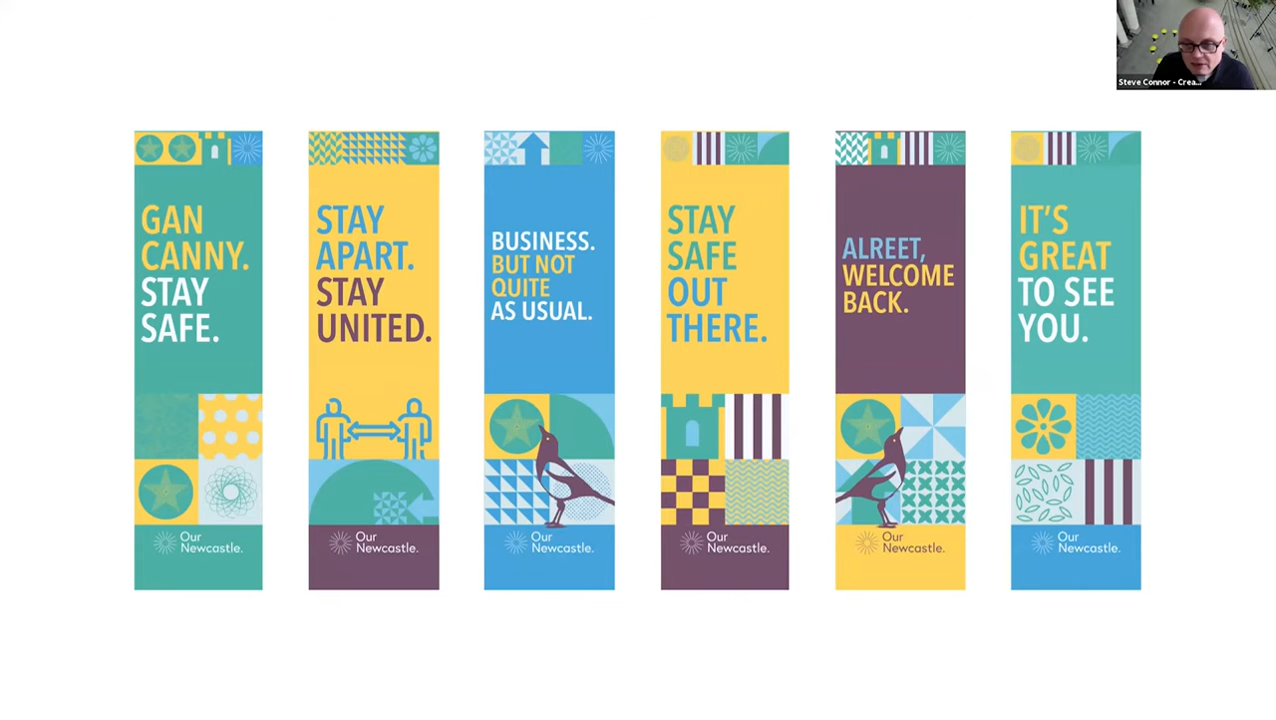 Steve Connor - Crea...
GAN
CANNY.
STAY
SAFE.
Our
Newcastle.
STAY
APART.
STAY
UNITED.
Our
Newcastle.
BUSINESS.
BUT NOT
QUITE
AS USUAL.
Our
Newcastle.
STAY
SAFE
OUT
THERE.
Our
Newcastle.
ALREET,
WELCOME
BACK.
Our
Newcastle.
IT'S
GREAT
TO SEE
YOU.
Our
Newcastle.